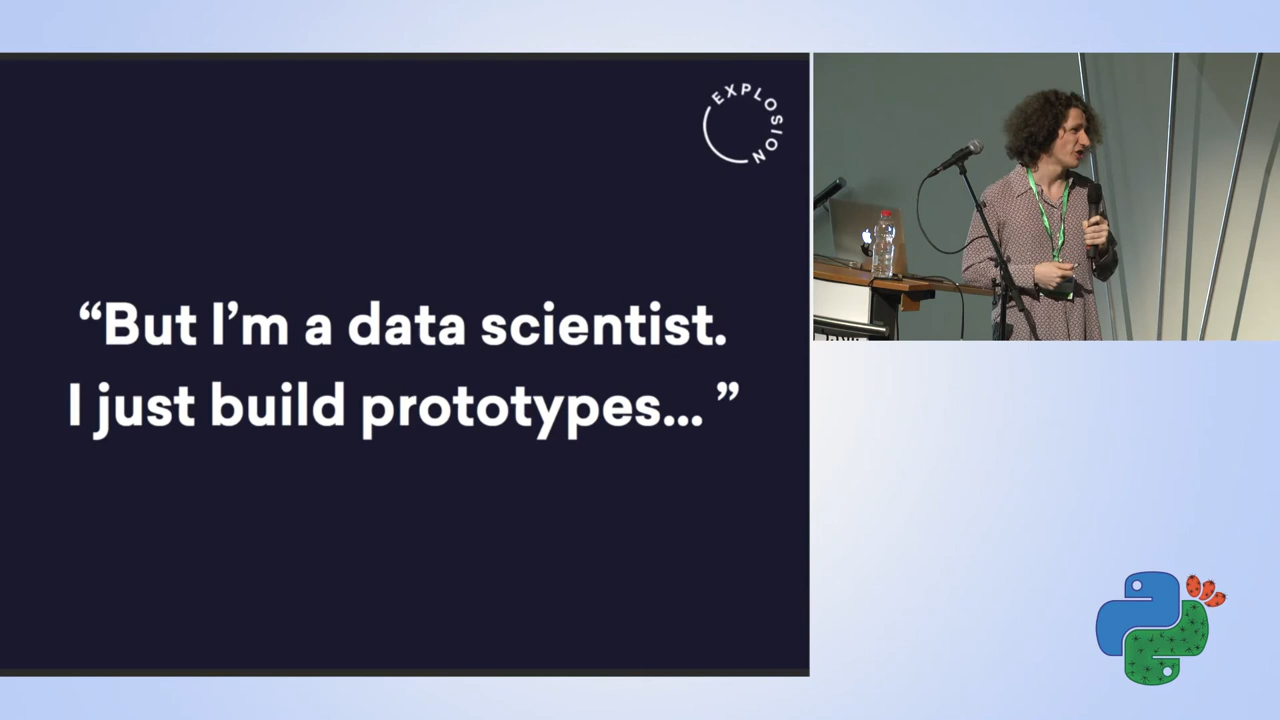 EXPLOSION
“But I’m a data scientist.
I just build prototypes... ”